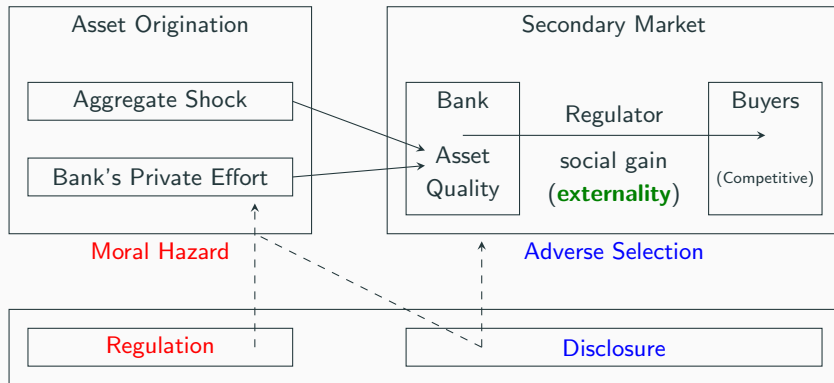 Asset Origination
Aggregate Shock
Bank's Private Effort
Moral Hazard
Secondary Market
Bank
Asset
Quality
Regulator
social gain
(externality)
Buyers
(Competitive)
Adverse Selection
Regulation
Disclosure